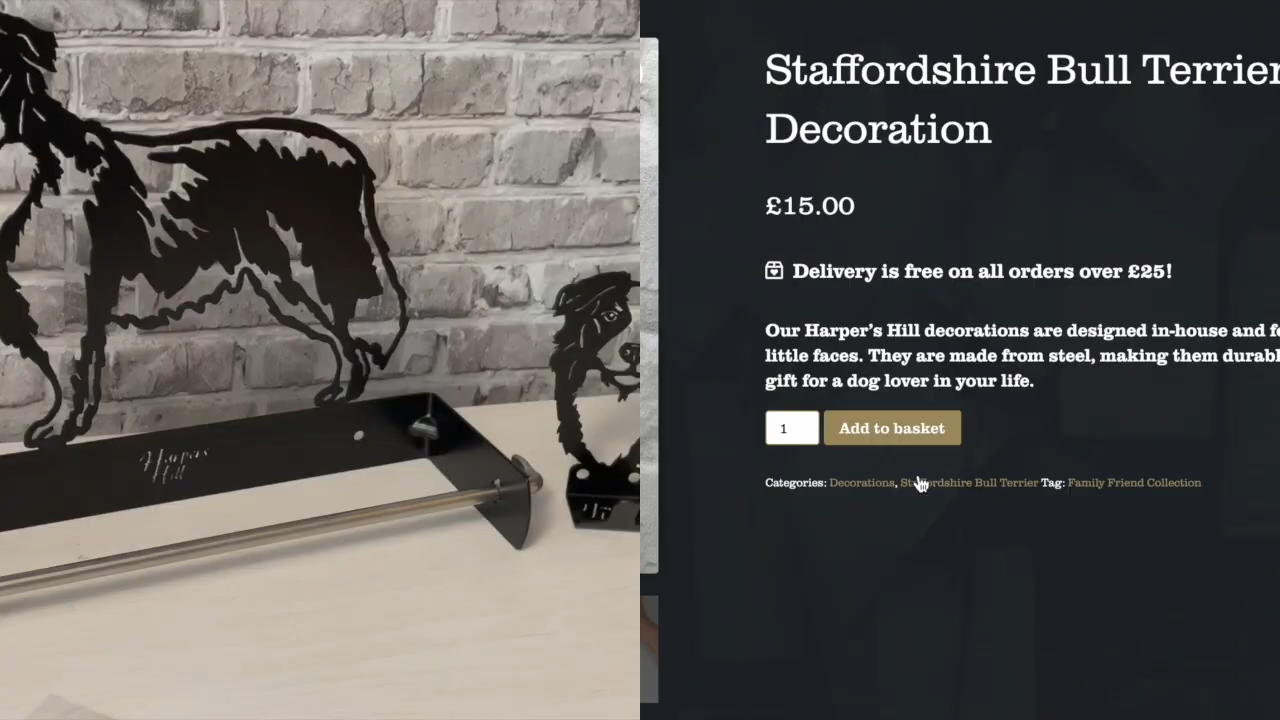 Harpers
Hill
Staffordshire Bull Terrier
Decoration
£15.00
Delivery is free on all orders over £25!
Our Harper's Hill decorations are designed in-house and
little faces. They are made from steel, making them
gift for a dog lover in your life.
1
Add to basket
Categories: Decorations, Staffordshire Bull Terrier Tag: Family Friend Collection